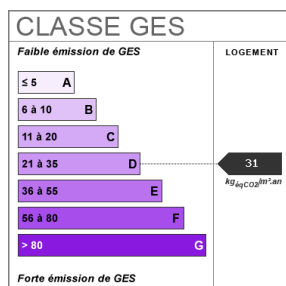 CLASSE GES
Faible émission de GES
LOGEMENT
≤ 5 A
6 à 10 B
11 à 20 C
21 à 35 D
31
kgéqCO2/m².an
36 à 55 E
56 à 80 F
> 80 G
Forte émission de GES